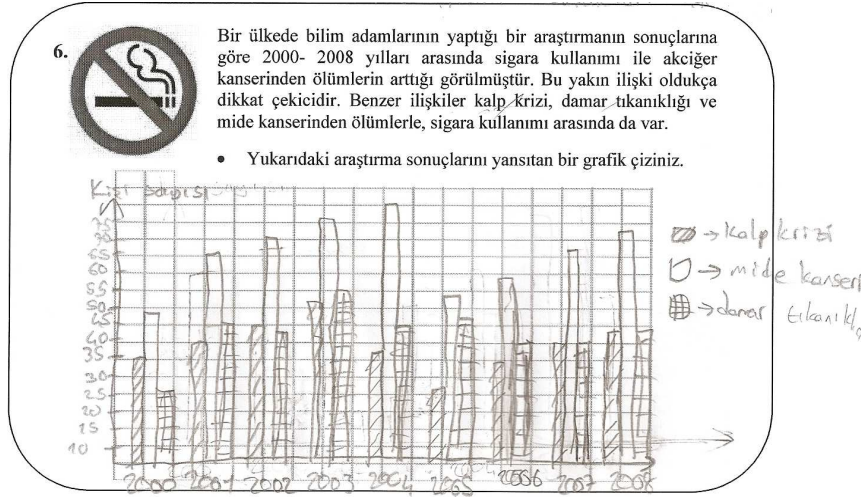 6.
Bir ülkede bilim adamlarının yaptığı bir araştırmanın sonuçlarına
göre 2000- 2008 yılları arasında sigara kullanımı ile akciğer
kanserinden ölümlerin arttığı görülmüştür. Bu yakın ilişki oldukça
dikkat çekicidir. Benzer ilişkiler kalp krizi, damar tıkanıklığı ve
mide kanserinden ölümlerle, sigara kullanımı arasında da var.
• Yukarıdaki araştırma sonuçlarını yansıtan bir grafik çiziniz.
Kişi sayısı
75
70
65
60
55
50
45
40
35
30
25
20
15
10
2000 2001 2002 2003 2004 2005 2006 2007 2008
→ kalp krizi
→ mide kanseri
→ damar